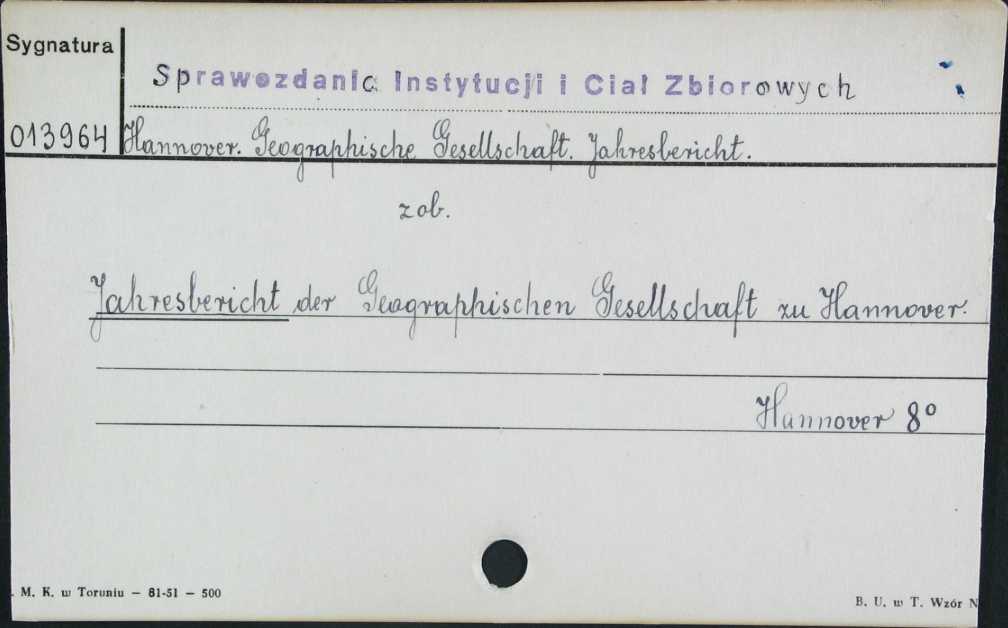 Sygnatura
Sprawozdania Instytucji i Ciał Zbiorowych
013964 Hannover. Geographische Gesellschaft. Jahresbericht.
zob.
Jahresbericht der Geographischen Gesellschaft zu Hannover.
Hannover 8°
. M. K. w Toruniu — 81-51 — 500
B. U. w T. Wzór N